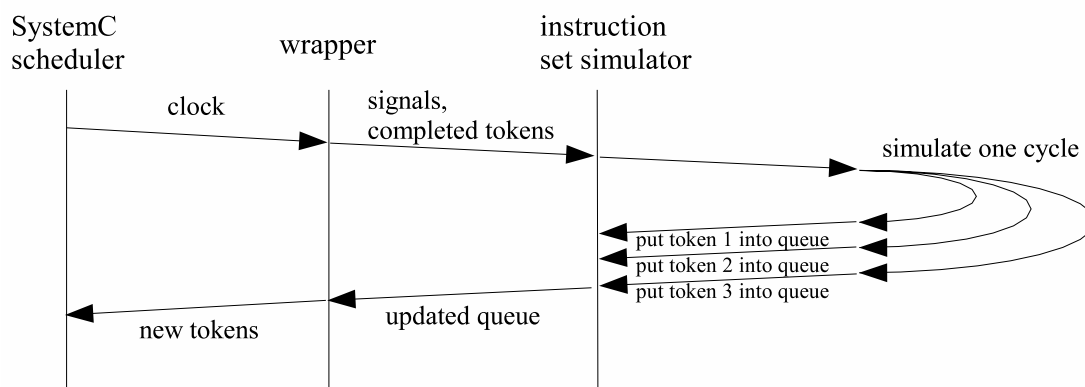 SystemC
scheduler
wrapper
instruction
set simulator
clock
signals,
completed tokens
simulate one cycle
put token 1 into queue
put token 2 into queue
put token 3 into queue
updated queue
new tokens